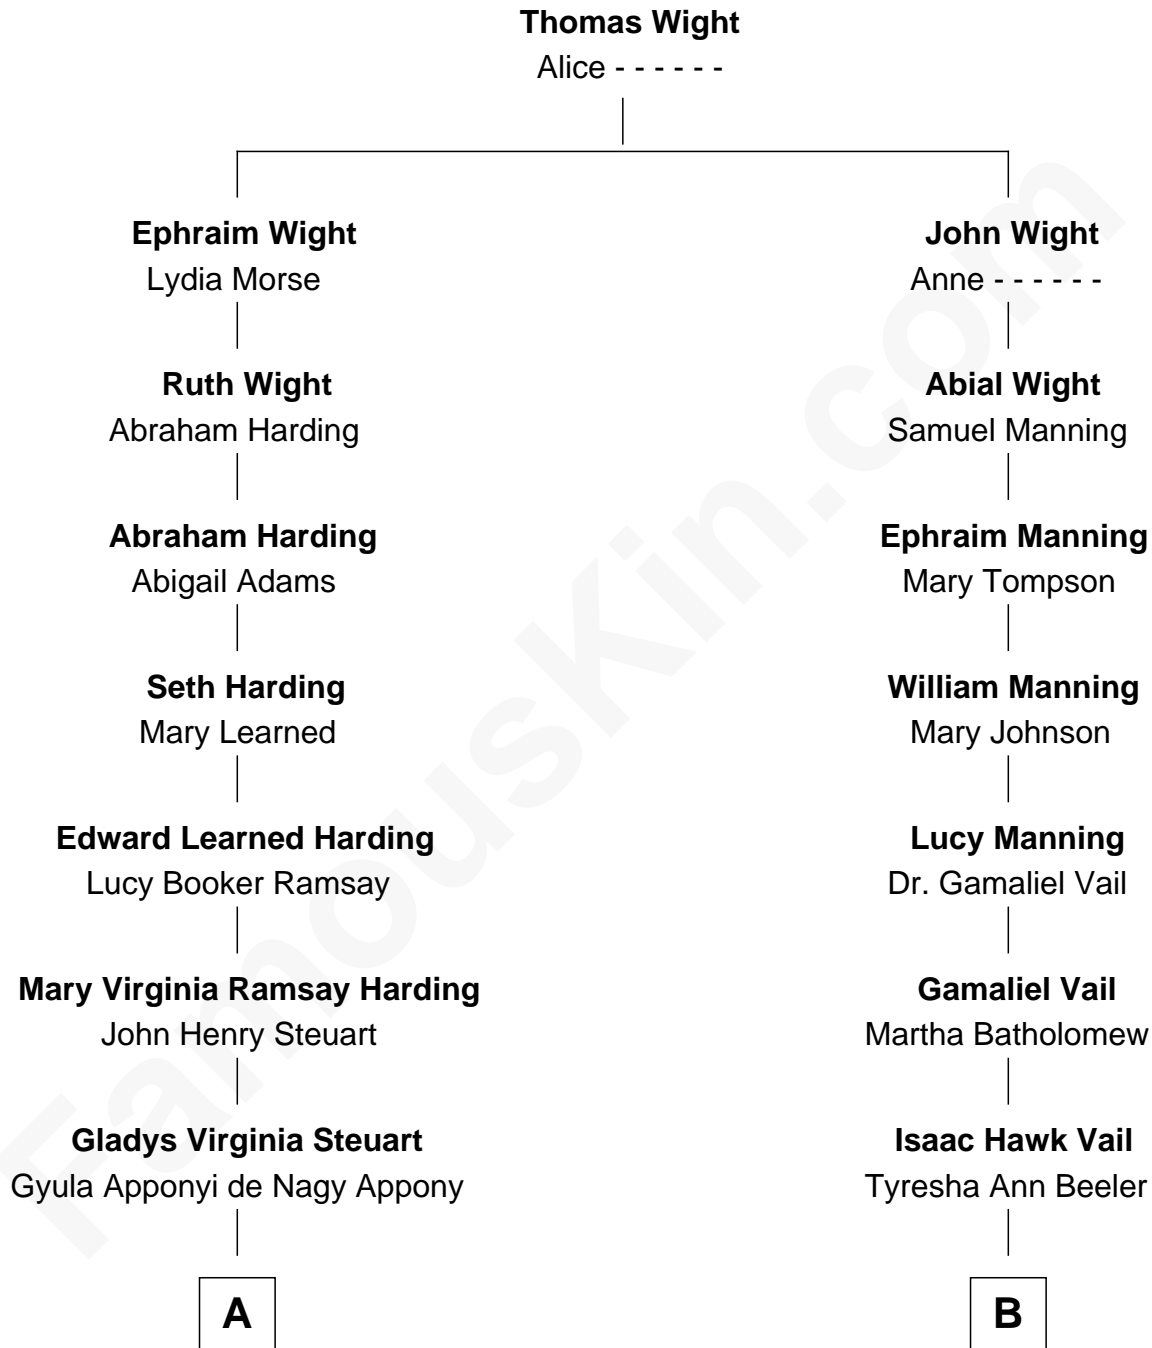 Thomas Wight
Alice - - - - - -
Ephraim Wight
Lydia Morse
John Wight
Anne - - - - - -
Ruth Wight
Abraham Harding
Abial Wight
Samuel Manning
Abraham Harding
Abigail Adams
Ephraim Manning
Mary Tompson
Seth Harding
Mary Learned
William Manning
Mary Johnson
Edward Learned Harding
Lucy Booker Ramsay
Lucy Manning
Dr. Gamaliel Vail
Mary Virginia Ramsay Harding
John Henry Steuart
Gamaliel Vail
Martha Batholomew
Gladys Virginia Steuart
Gyula Apponyi de Nagy Appony
Isaac Hawk Vail
Tyresha Ann Beeler
A
B
FamousKin.com